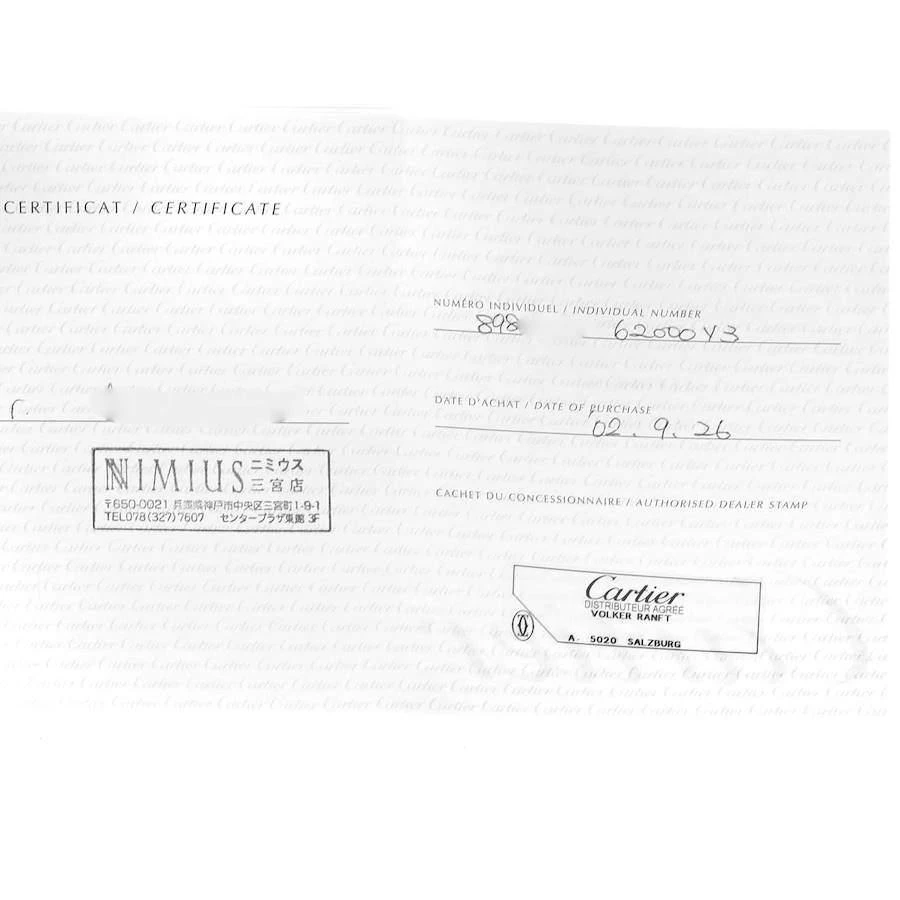 CERTIFICAT / CERTIFICATE
NUMÉRO INDIVIDUEL / INDIVIDUAL NUMBER
898 62000Y3
DATE D'ACHAT / DATE OF PURCHASE
02.9.26
NIMIUS ニミウス
三宮店
〒650-0021 兵庫県神戸市中央区三宮町1-9-1
TEL078(327)7607 センタープラザ東館3F
CACHET DU CONCESSIONNAIRE / AUTHORISED DEALER STAMP
Cartier
DISTRIBUTEUR AGRÉÉ
VOLKER RANFT
A. 5020 SALZBURG